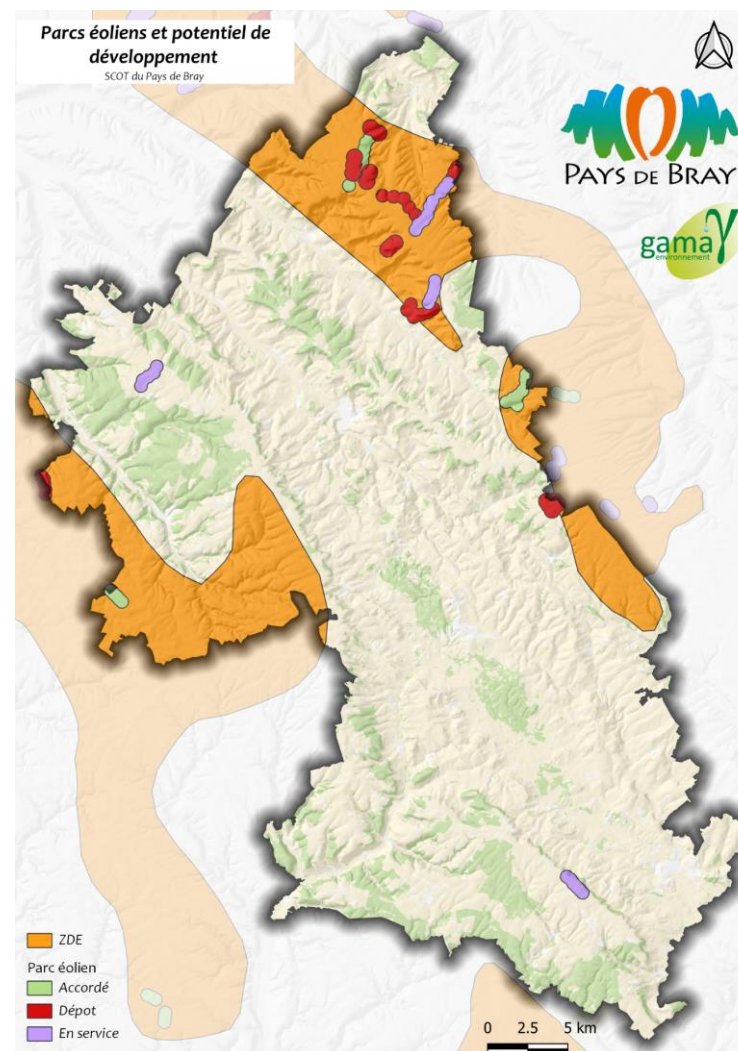 Parcs éoliens et potentiel de
développement
SCOT du Pays de Bray
PAYS DE BRAY
gama
environnement
ZDE
Parc éolien
Accordé
Dépot
En service
0 2.5 5 km